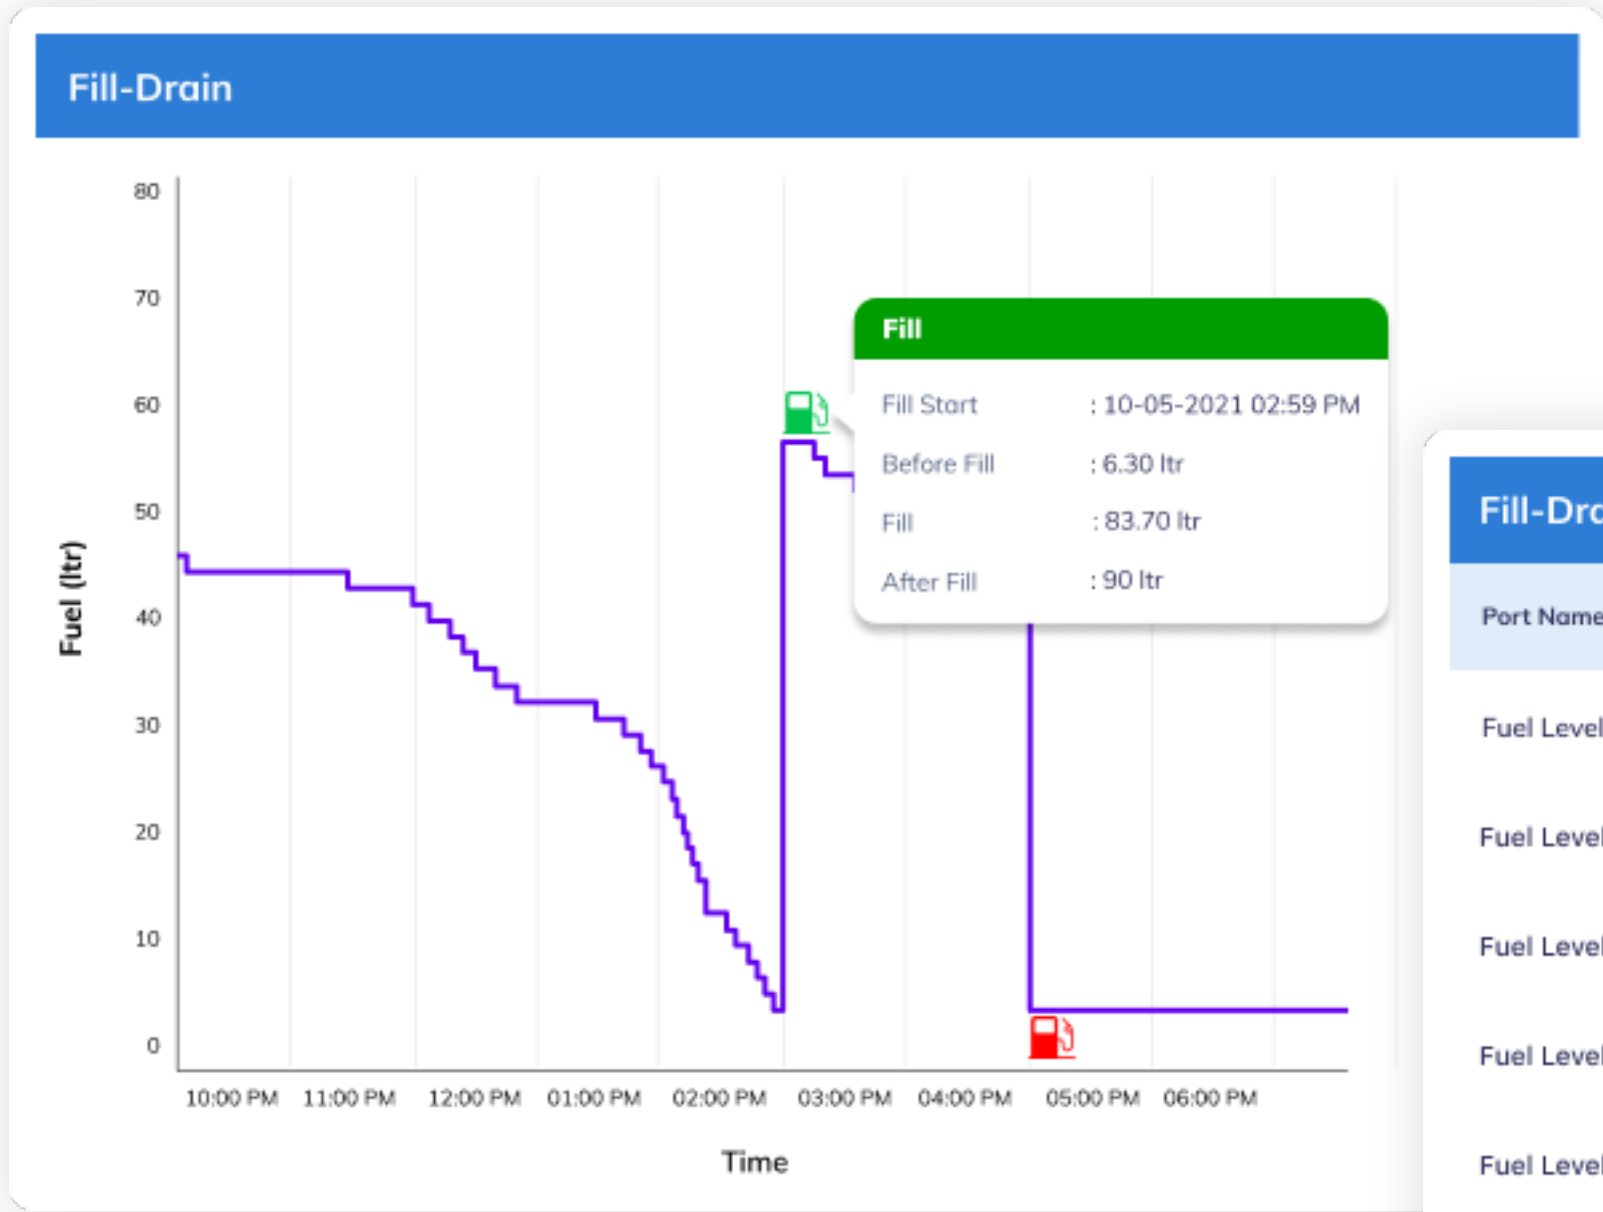 Fill-Drain
80
70
60
50
40
30
20
10
0
Fuel (ltr)
10:00 PM 11:00 PM 12:00 PM 01:00 PM 02:00 PM 03:00 PM 04:00 PM 05:00 PM 06:00 PM
Time
Fill
Fill Start : 10-05-2021 02:59 PM
Before Fill : 6.30 ltr
Fill : 83.70 ltr
After Fill : 90 ltr
Fill-Dra
Port Name
Fuel Level
Fuel Level
Fuel Level
Fuel Level
Fuel Level